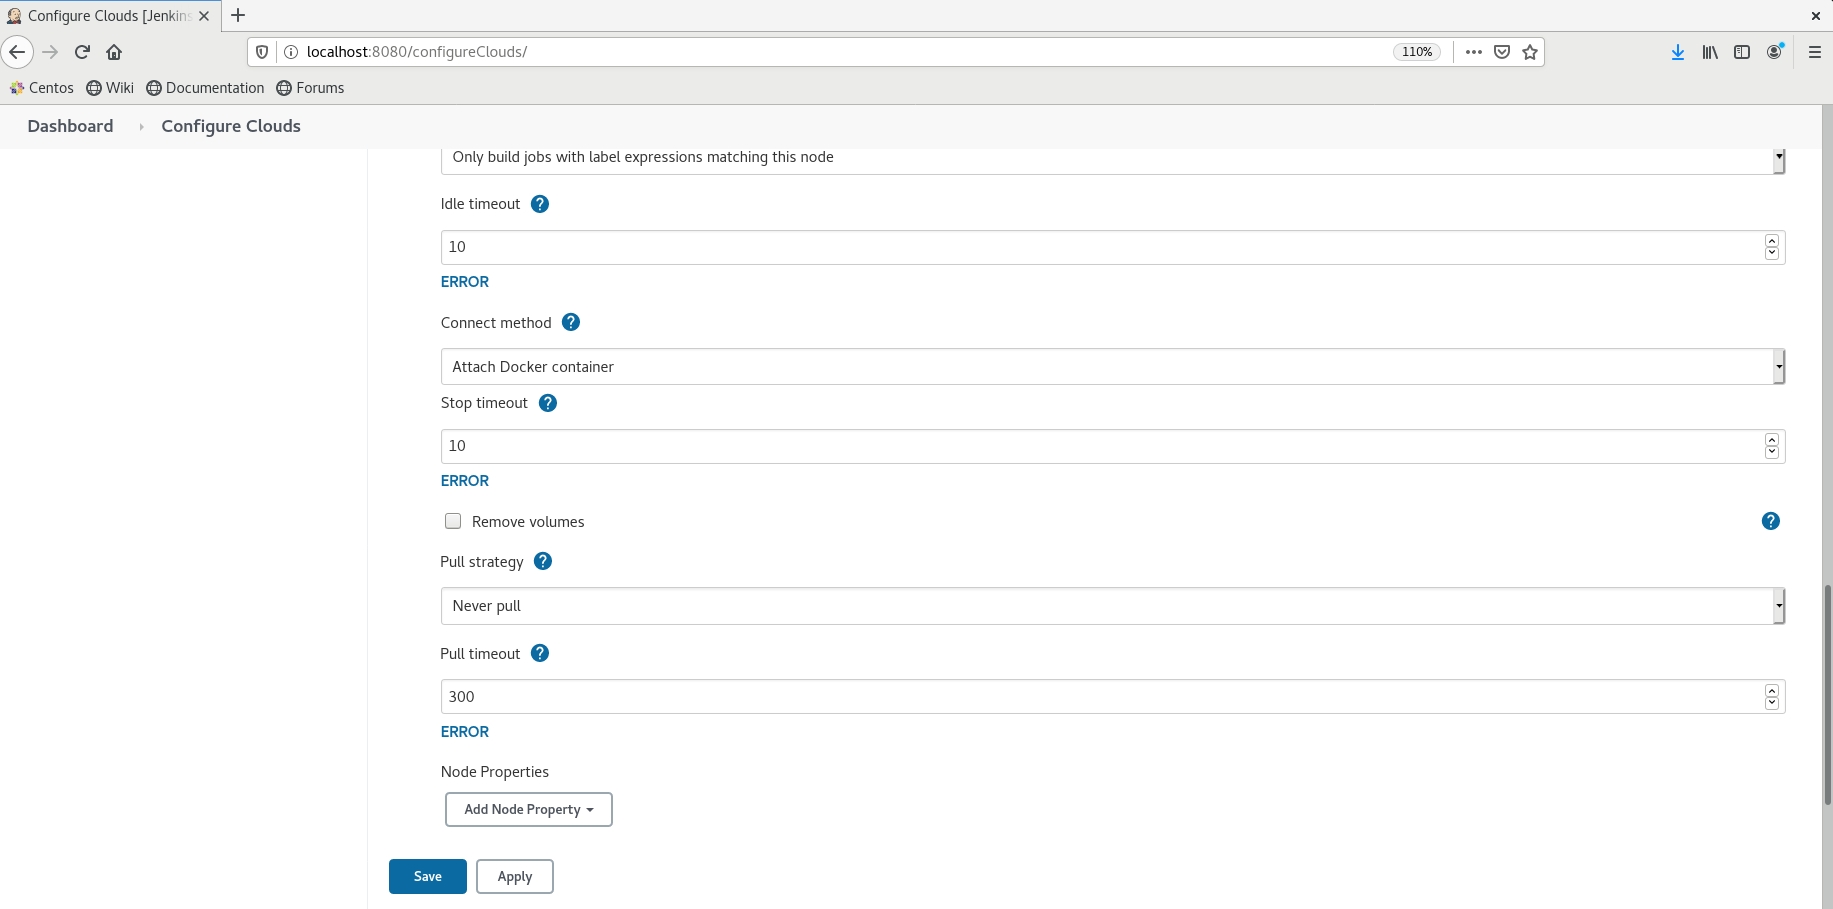 Configure Clouds [Jenkins
localhost:8080/configureClouds/
110%
Centos Wiki Documentation Forums
Dashboard Configure Clouds
Only build jobs with label expressions matching this node
Idle timeout ?
10
ERROR
Connect method ?
Attach Docker container
Stop timeout ?
10
ERROR
Remove volumes ?
Pull strategy ?
Never pull
Pull timeout ?
300
ERROR
Node Properties
Add Node Property
Save Apply